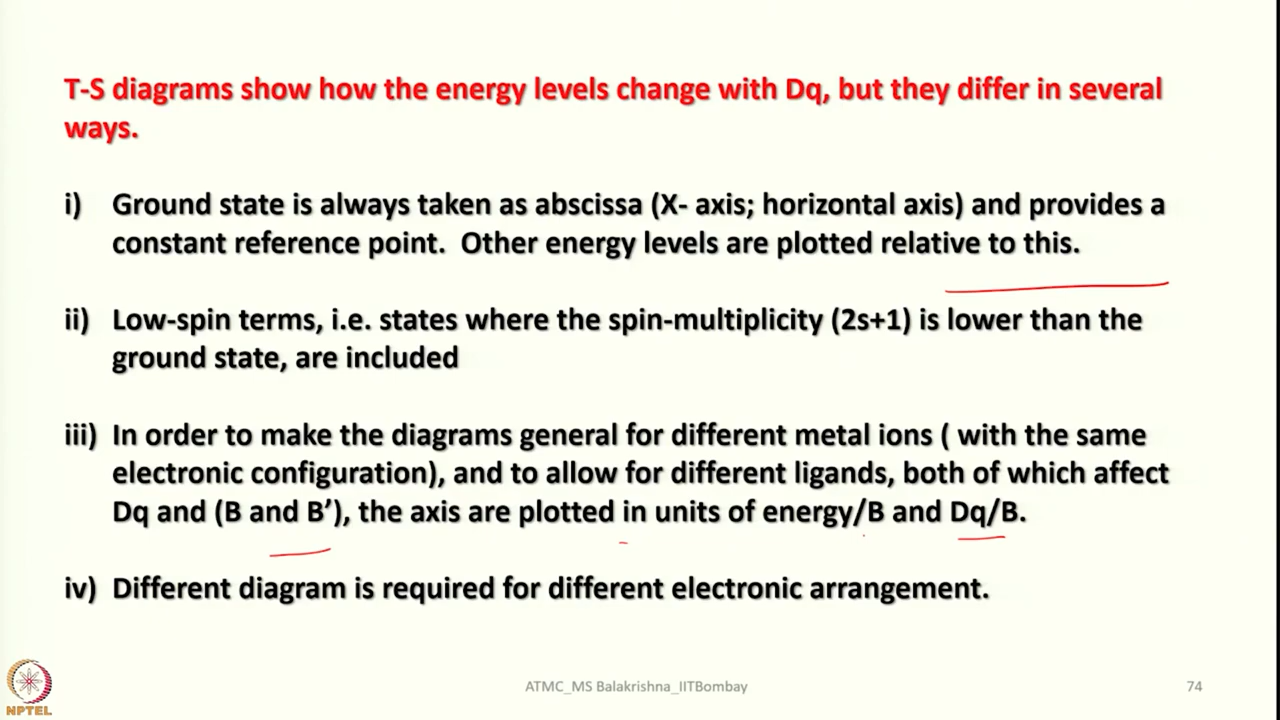 T-S diagrams show how the energy levels change with Dq, but they differ in several
ways.
i) Ground state is always taken as abscissa (X- axis; horizontal axis) and provides a
constant reference point. Other energy levels are plotted relative to this.
ii) Low-spin terms, i.e. states where the spin-multiplicity (2s+1) is lower than the
ground state, are included
iii) In order to make the diagrams general for different metal ions ( with the same
electronic configuration), and to allow for different ligands, both of which affect
Dq and (B and B’), the axis are plotted in units of energy/B and Dq/B.
iv) Different diagram is required for different electronic arrangement.
NPTEL
ATMC_MS Balakrishna_IITBombay
74